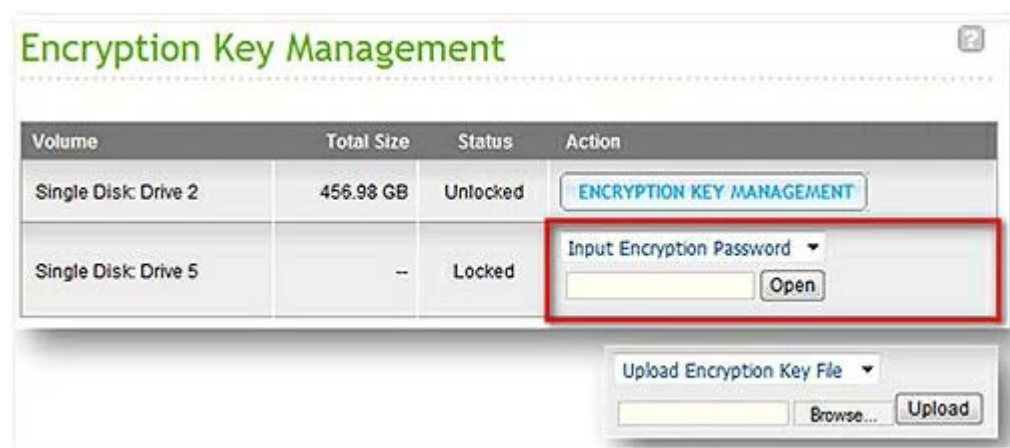 Encryption Key Management
?
Volume Total Size Status Action
Single Disk: Drive 2 456.98 GB Unlocked ENCRYPTION KEY MANAGEMENT
Input Encryption Password
Single Disk: Drive 5 -- Locked
Open
Upload Encryption Key File
Browse... Upload